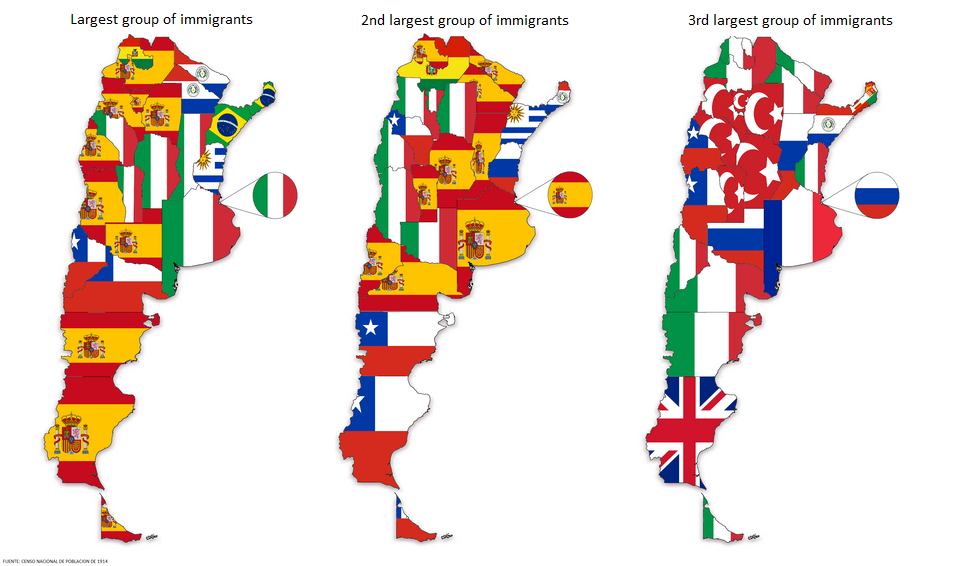 Largest group of immigrants
2nd largest group of immigrants
3rd largest group of immigrants
FUENTE: CENSO NACIONAL DE POBLACION DE 1914